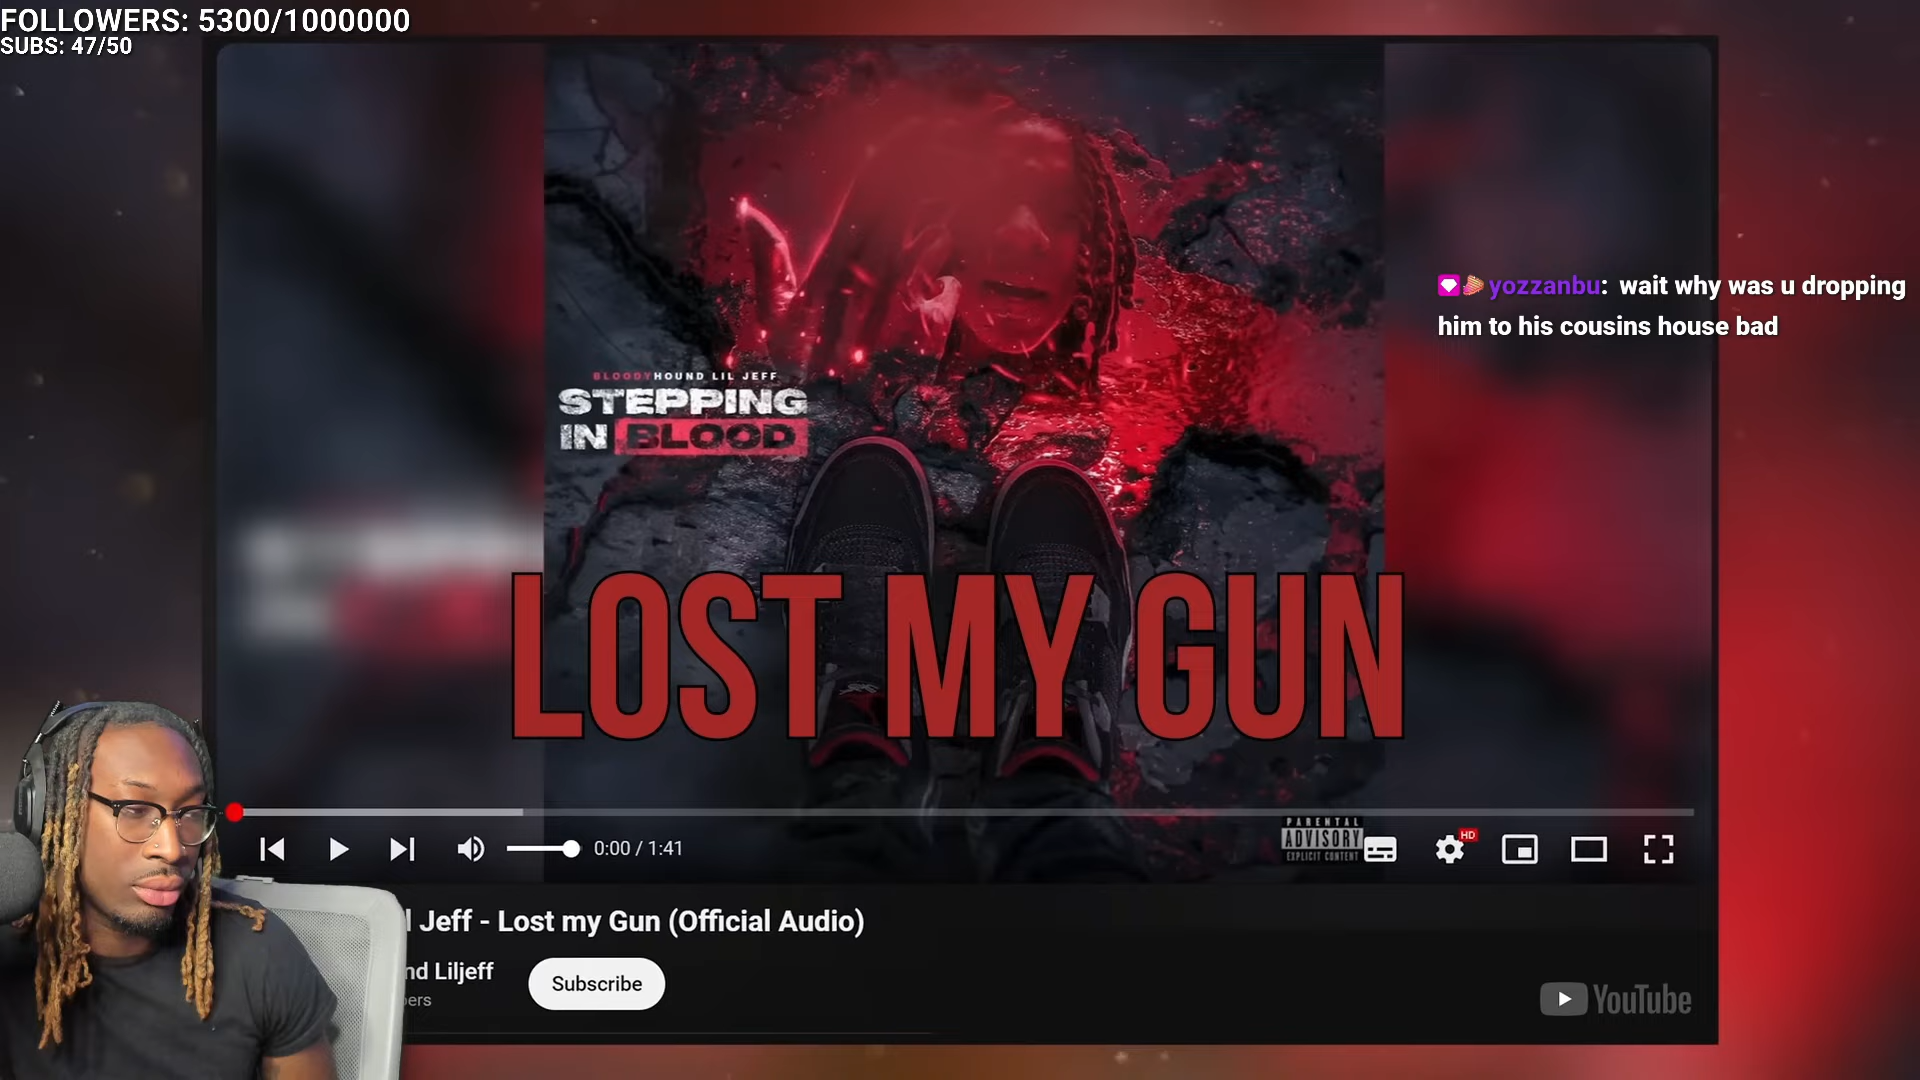 FOLLOWERS: 5300/1000000
SUBS: 47/50
yozzanbu: wait why was u dropping
him to his cousins house bad
BLOODYHOUND LIL JEFF
STEPPING
IN BLOOD
LOST MY GUN
0:00 / 1:41
PARENTAL
ADVISORY
EXPLICIT CONTENT
HD
l Jeff - Lost my Gun (Official Audio)
nd Liljeff
bers
Subscribe
YouTube